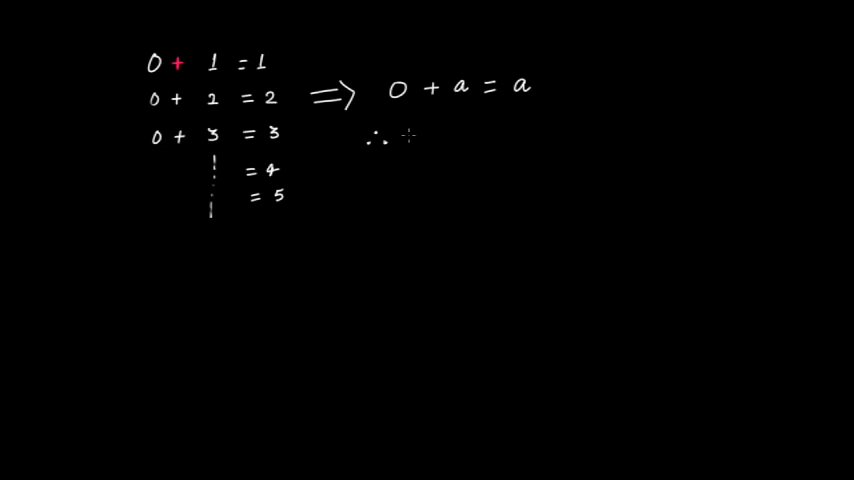 0 + 1 = 1
0 + 2 = 2 ⟹ 0 + a = a
0 + 3 = 3 ∴
= 4
= 5